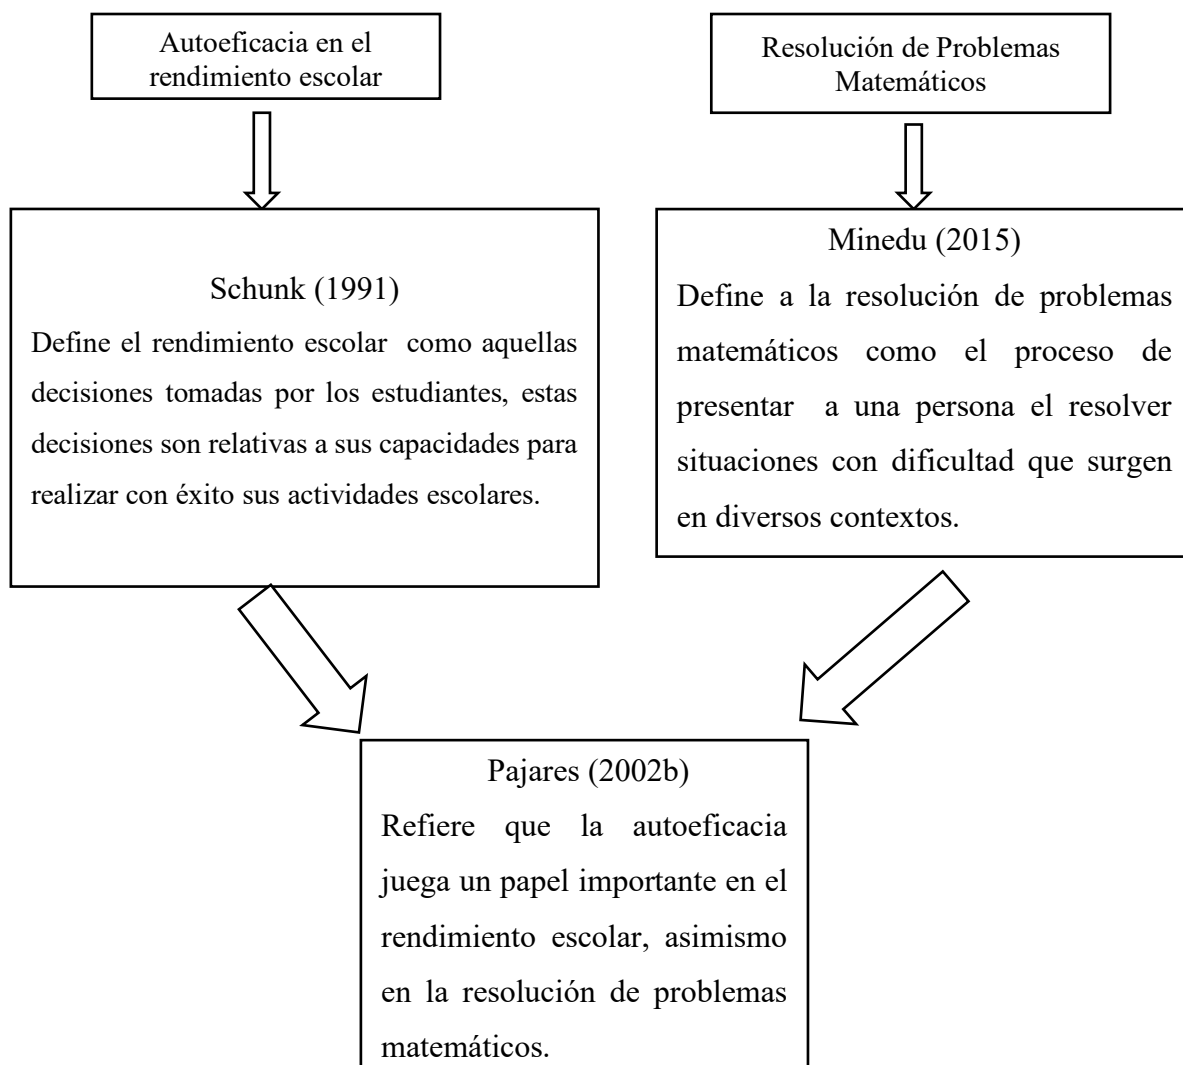 Autoeficacia en el
rendimiento escolar
Resolución de Problemas
Matemáticos
Schunk (1991)
Define el rendimiento escolar  como aquellas
decisiones tomadas por los estudiantes, estas
decisiones son relativas a sus capacidades para
realizar con éxito sus actividades escolares.
Minedu (2015)
Define a la resolución de problemas
matemáticos como el proceso de
presentar  a una persona el resolver
situaciones con dificultad que surgen
en diversos contextos.
Pajares (2002b)
Refiere que la autoeficacia
juega un papel importante en el
rendimiento escolar, asimismo
en la resolución de problemas
matemáticos.